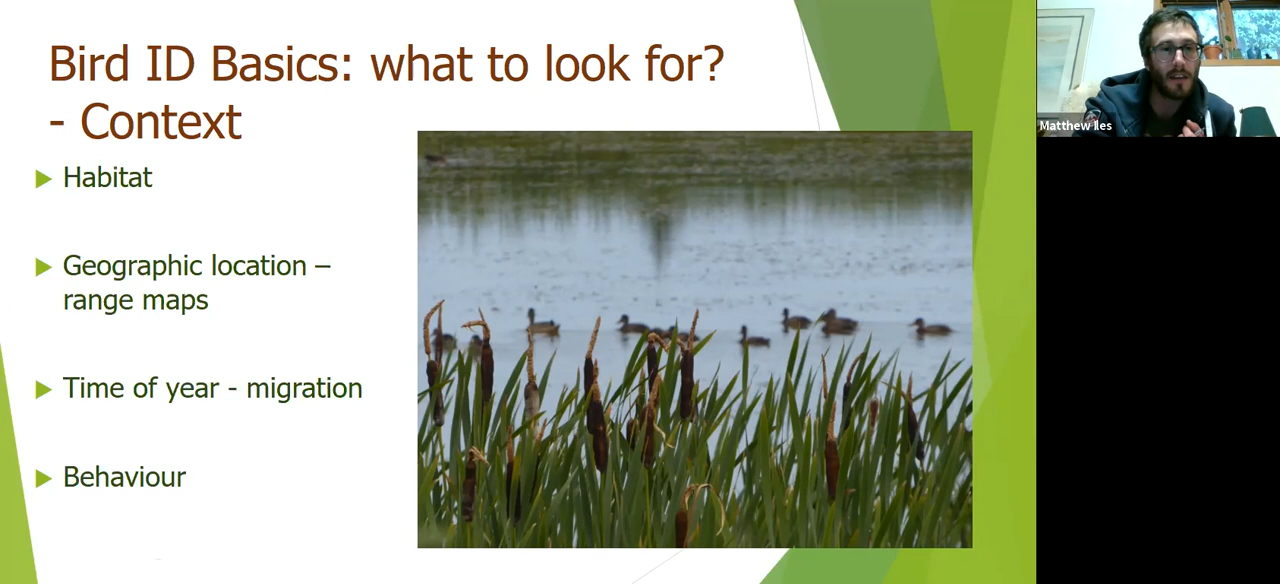 Bird ID Basics: what to look for?
- Context
Habitat
Geographic location –
range maps
Time of year - migration
Behaviour
Matthew Iles